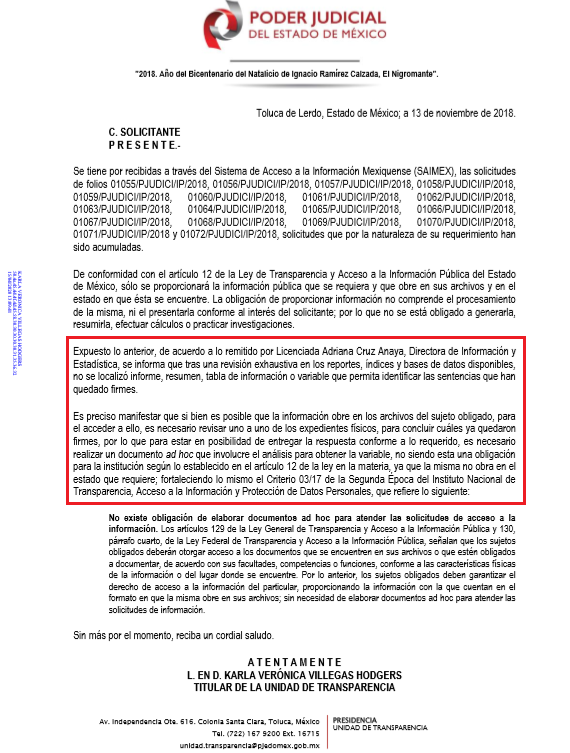 PODER JUDICIAL
DEL ESTADO DE MÉXICO
"2018. Año del Bicentenario del Natalicio de Ignacio Ramírez Calzada, El Nigromante".
Toluca de Lerdo, Estado de México; a 13 de noviembre de 2018.
C. SOLICITANTE
P R E S E N T E.-
Se tiene por recibidas a través del Sistema de Acceso a la Información Mexiquense (SAIMEX), las solicitudes
de folios 01055/PJUDICI/IP/2018, 01056/PJUDICI/IP/2018, 01057/PJUDICI/IP/2018, 01058/PJUDICI/IP/2018,
01059/PJUDICI/IP/2018, 01060/PJUDICI/IP/2018, 01061/PJUDICI/IP/2018, 01062/PJUDICI/IP/2018,
01063/PJUDICI/IP/2018, 01064/PJUDICI/IP/2018, 01065/PJUDICI/IP/2018, 01066/PJUDICI/IP/2018,
01067/PJUDICI/IP/2018, 01068/PJUDICI/IP/2018, 01069/PJUDICI/IP/2018, 01070/PJUDICI/IP/2018,
01071/PJUDICI/IP/2018 y 01072/PJUDICI/IP/2018, solicitudes que por la naturaleza de su requerimiento han
sido acumuladas.
De conformidad con el artículo 12 de la Ley de Transparencia y Acceso a la Información Pública del Estado
de México, sólo se proporcionará la información pública que se requiera y que obre en sus archivos y en el
estado en que ésta se encuentre. La obligación de proporcionar información no comprende el procesamiento
de la misma, ni el presentarla conforme al interés del solicitante; por lo que no se está obligado a generarla,
resumirla, efectuar cálculos o practicar investigaciones.
Expuesto lo anterior, de acuerdo a lo remitido por Licenciada Adriana Cruz Anaya, Directora de Información y
Estadística, se informa que tras una revisión exhaustiva en los reportes, índices y bases de datos disponibles,
no se localizó informe, resumen, tabla de información o variable que permita identificar las sentencias que han
quedado firmes.
Es preciso manifestar que si bien es posible que la información obre en los archivos del sujeto obligado, para
el acceder a ello, es necesario revisar uno a uno de los expedientes físicos, para concluir cuáles ya quedaron
firmes, por lo que para estar en posibilidad de entregar la respuesta conforme a lo requerido, es necesario
realizar un documento ad hoc que involucre el análisis para obtener la variable, no siendo esta una obligación
para la institución según lo establecido en el artículo 12 de la ley en la materia, ya que la misma no obra en el
estado que requiere; fortaleciendo lo mismo el Criterio 03/17 de la Segunda Época del Instituto Nacional de
Transparencia, Acceso a la Información y Protección de Datos Personales, que refiere lo siguiente:
No existe obligación de elaborar documentos ad hoc para atender las solicitudes de acceso a la
información. Los artículos 129 de la Ley General de Transparencia y Acceso a la Información Pública y 130,
párrafo cuarto, de la Ley Federal de Transparencia y Acceso a la Información Pública, señalan que los sujetos
obligados deberán otorgar acceso a los documentos que se encuentren en sus archivos o que estén obligados
a documentar, de acuerdo con sus facultades, competencias o funciones, conforme a las características físicas
de la información o del lugar donde se encuentre. Por lo anterior, los sujetos obligados deben garantizar el
derecho de acceso a la información del particular, proporcionando la información con la que cuentan en el
formato en que la misma obre en sus archivos; sin necesidad de elaborar documentos ad hoc para atender las
solicitudes de información.
Sin más por el momento, reciba un cordial saludo.
A T E N T A M E N T E
L. EN D. KARLA VERÓNICA VILLEGAS HODGERS
TITULAR DE LA UNIDAD DE TRANSPARENCIA
Av. Independencia Ote. 616. Colonia Santa Clara, Toluca, México
Tel. (722) 167 9200 Ext. 16715
unidad.transparencia@pjedomex.gob.mx
PRESIDENCIA
UNIDAD DE TRANSPARENCIA
KARLA VERONICA VILLEGAS HODGERS